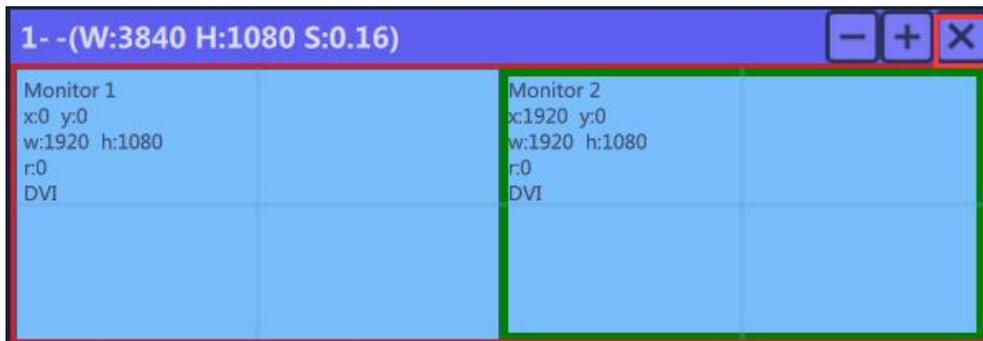 1- -(W:3840 H:1080 S:0.16)
Monitor 1
x:0 y:0
w:1920 h:1080
r:0
DVI
Monitor 2
x:1920 y:0
w:1920 h:1080
r:0
DVI